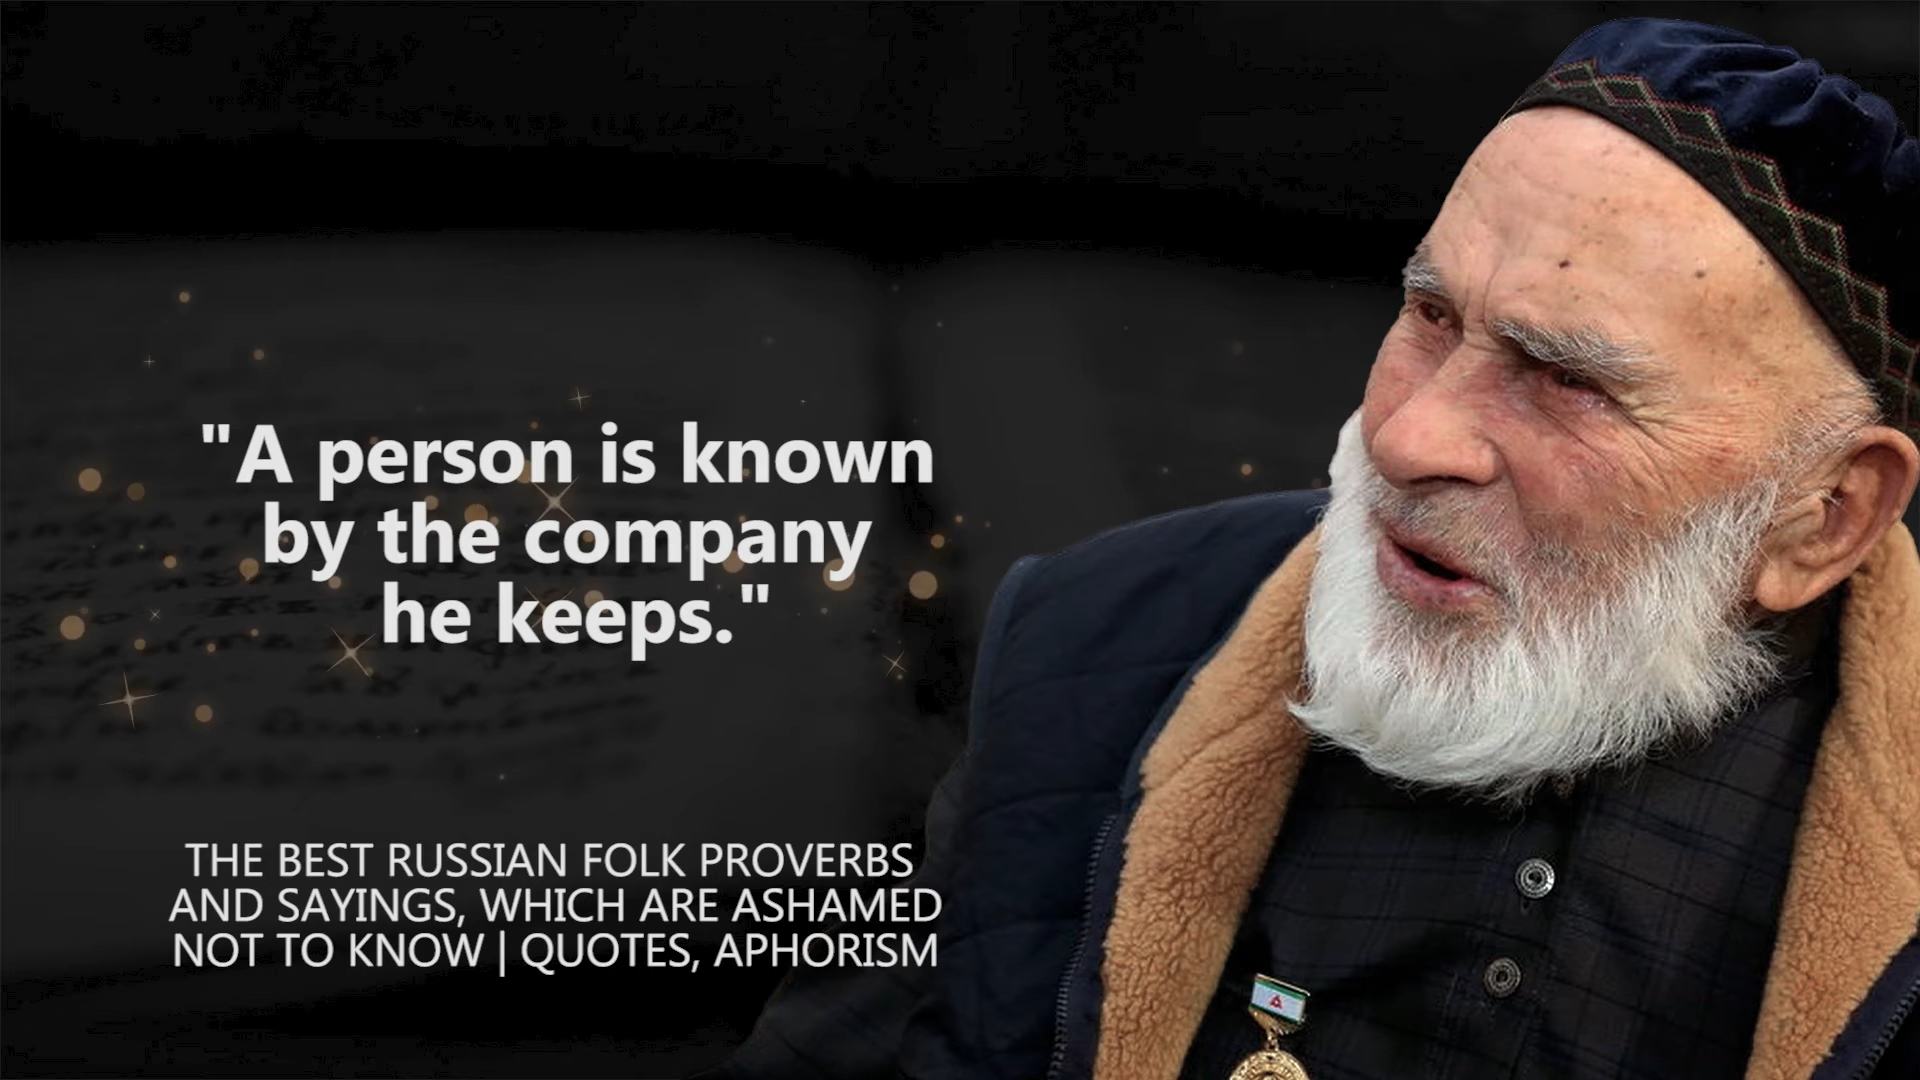 "A person is known
by the company
he keeps."
THE BEST RUSSIAN FOLK PROVERBS
AND SAYINGS, WHICH ARE ASHAMED
NOT TO KNOW | QUOTES, APHORISM